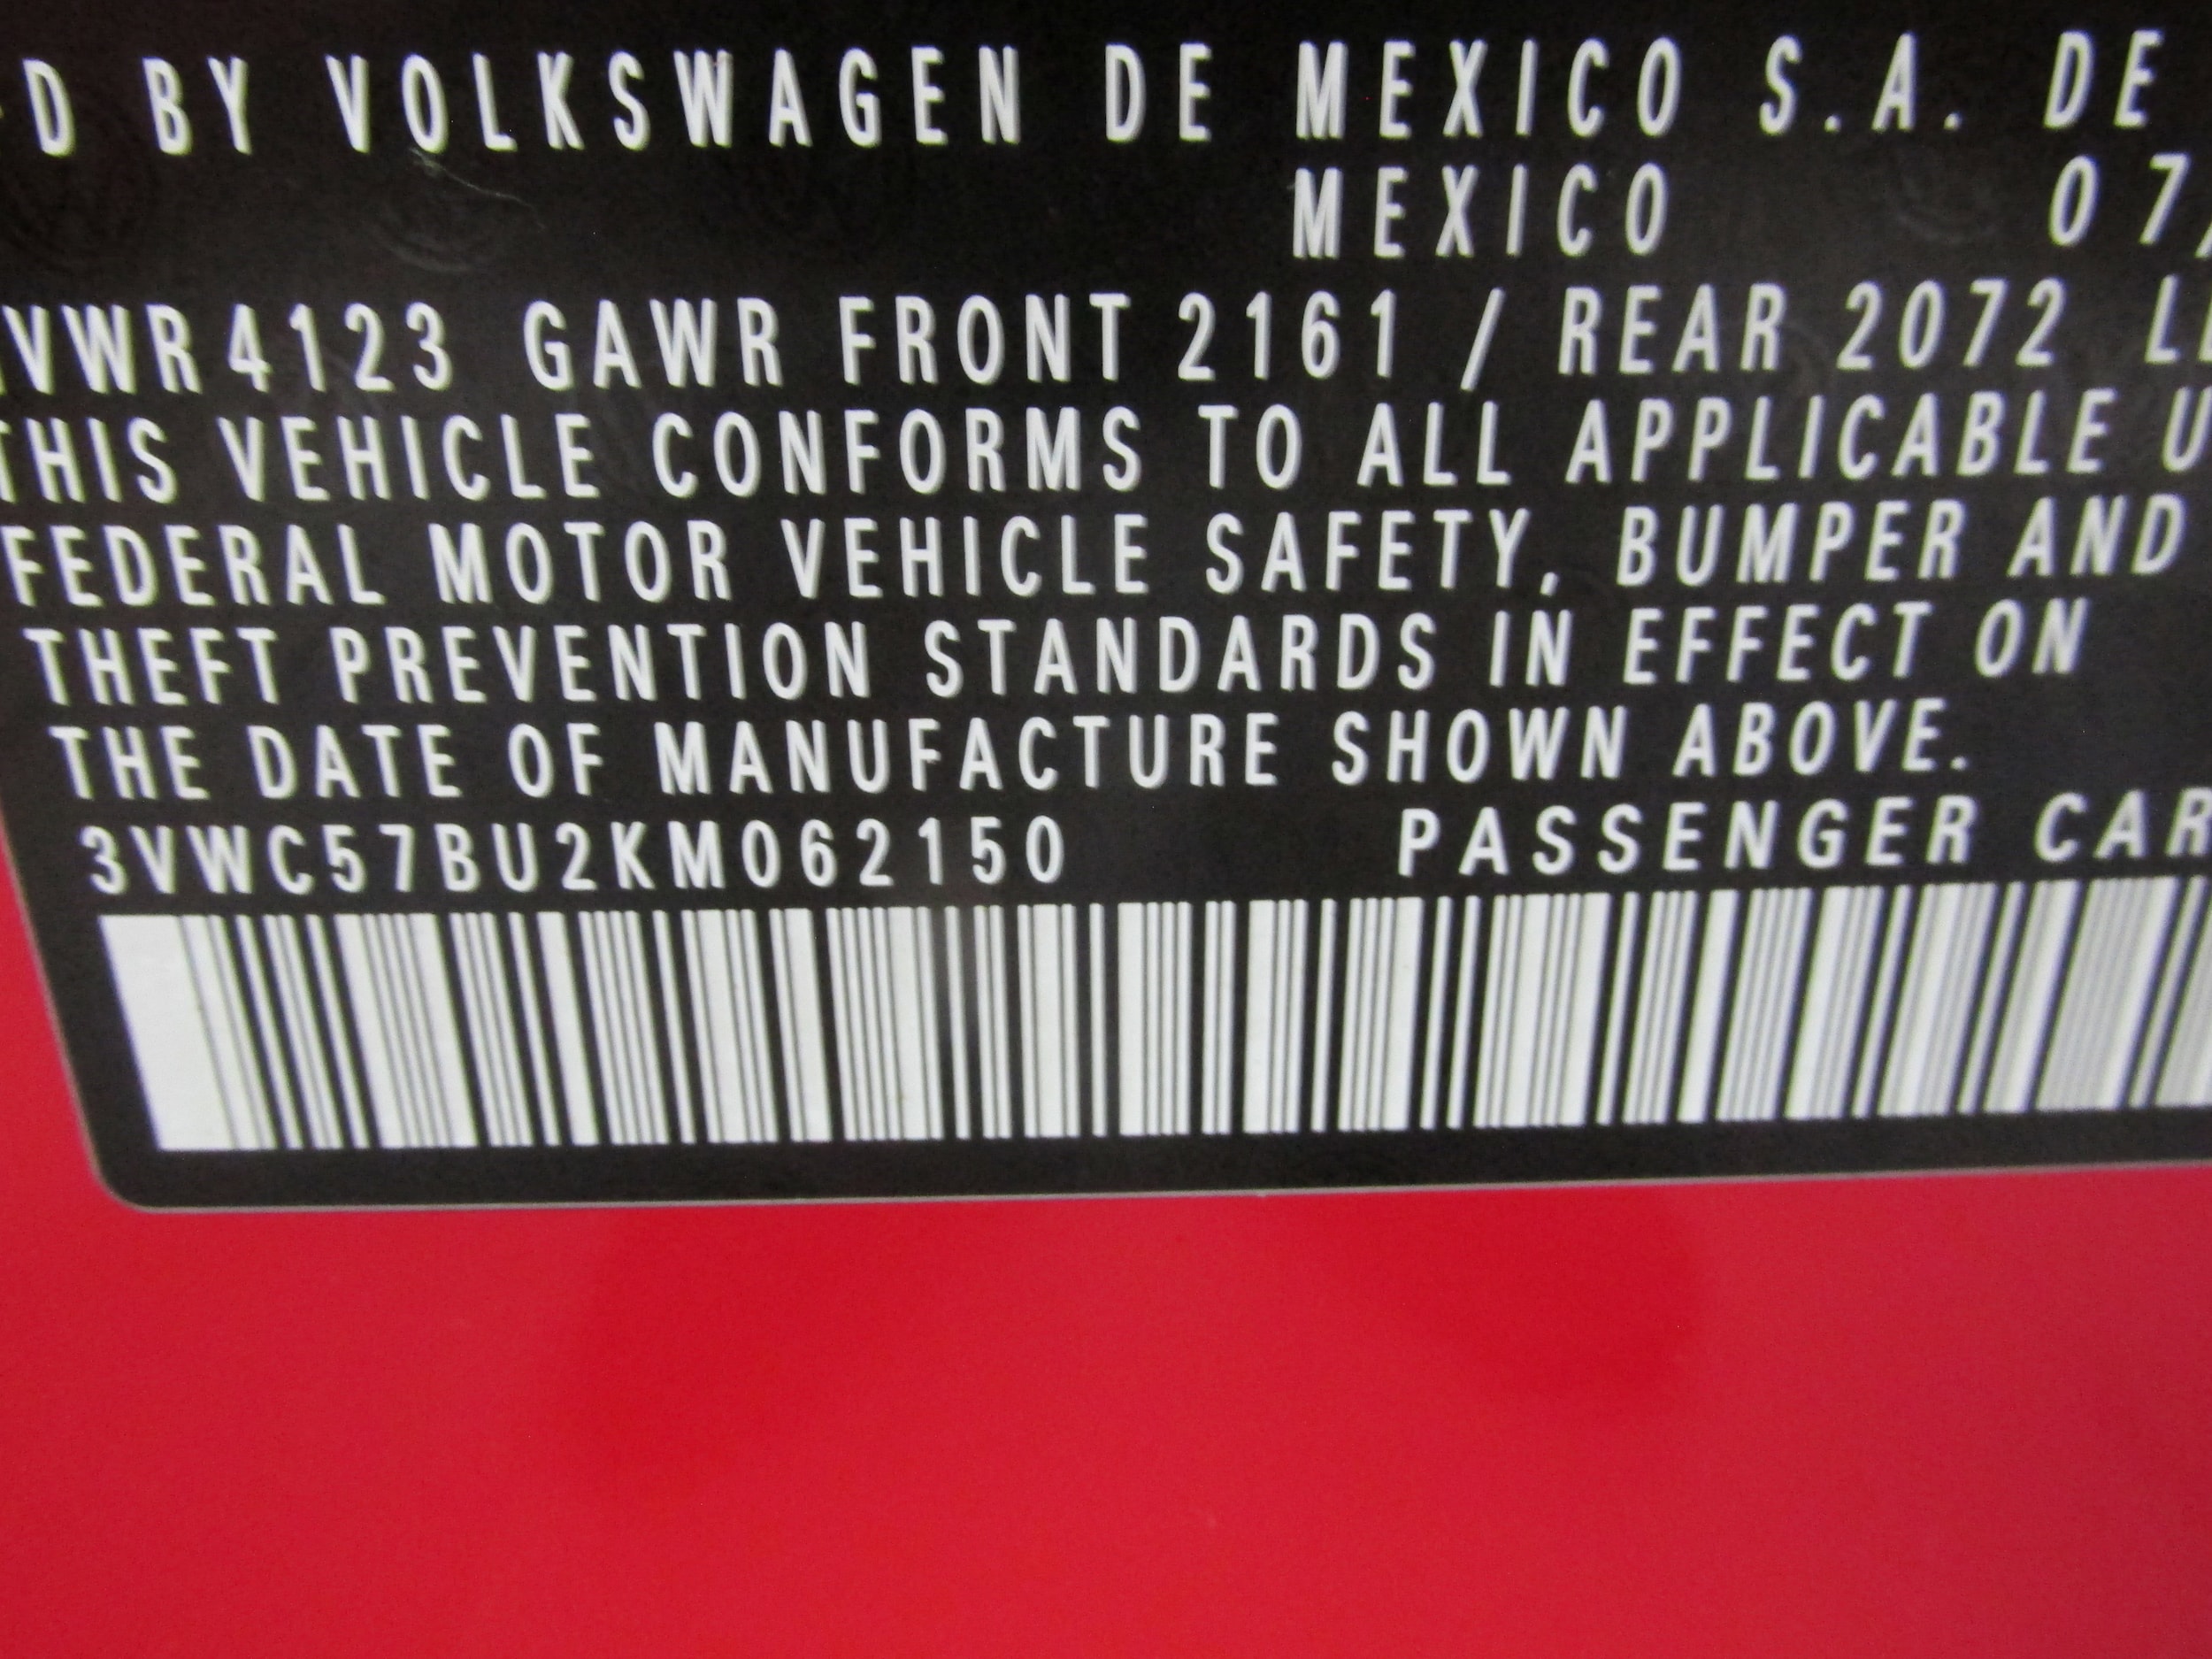 D BY VOLKSWAGEN DE MEXICO S.A. DE
MEXICO 07/
VWR 4123 GAWR FRONT 2161 / REAR 2072 L
THIS VEHICLE CONFORMS TO ALL APPLICABLE U
FEDERAL MOTOR VEHICLE SAFETY, BUMPER AND
THEFT PREVENTION STANDARDS IN EFFECT ON
THE DATE OF MANUFACTURE SHOWN ABOVE.
3VWC57BU2KM062150 PASSENGER CAR